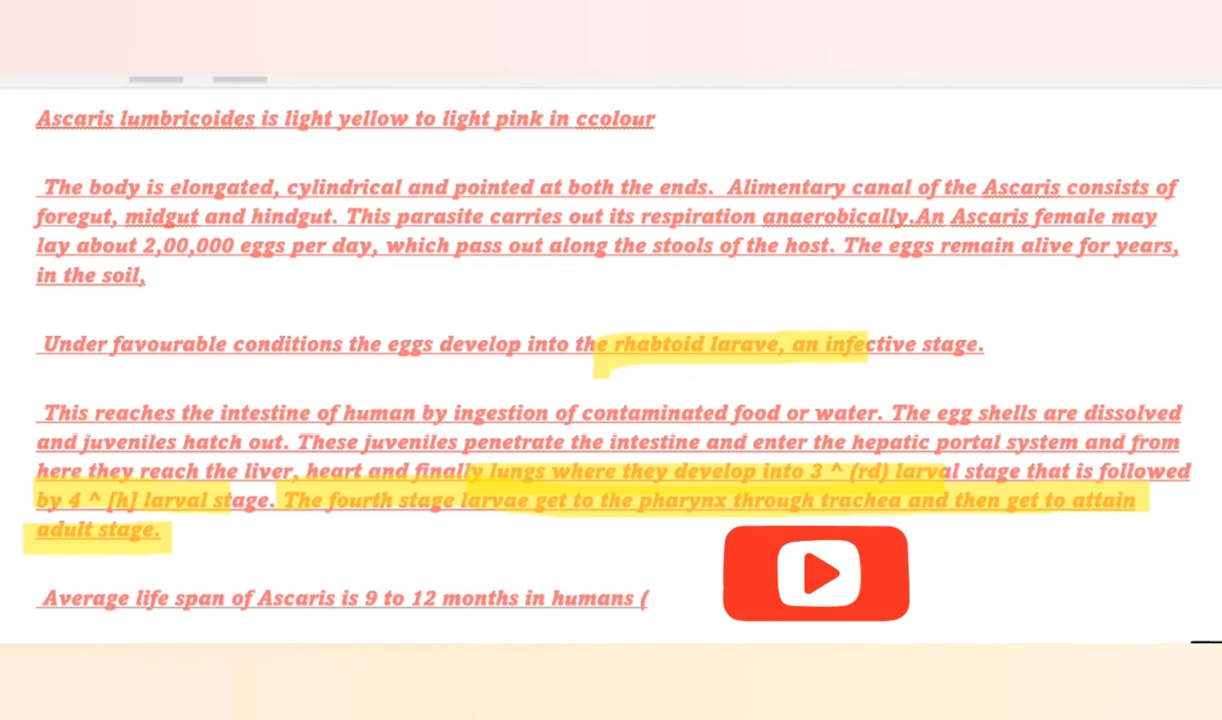 Ascaris lumbricoides is light yellow to light pink in ccolour
The body is elongated, cylindrical and pointed at both the ends. Alimentary canal of the Ascaris consists of
foregut, midgut and hindgut. This parasite carries out its respiration anaerobically.An Ascaris female may
lay about 2,00,000 eggs per day, which pass out along the stools of the host. The eggs remain alive for years,
in the soil,
Under favourable conditions the eggs develop into the rhabtoid larave, an infective stage.
This reaches the intestine of human by ingestion of contaminated food or water. The egg shells are dissolved
and juveniles hatch out. These juveniles penetrate the intestine and enter the hepatic portal system and from
here they reach the liver, heart and finally lungs where they develop into 3 ^ (rd) larval stage that is followed
by 4 ^ [h] larval stage. The fourth stage larvae get to the pharynx through trachea and then get to attain
adult stage.
Average life span of Ascaris is 9 to 12 months in humans (